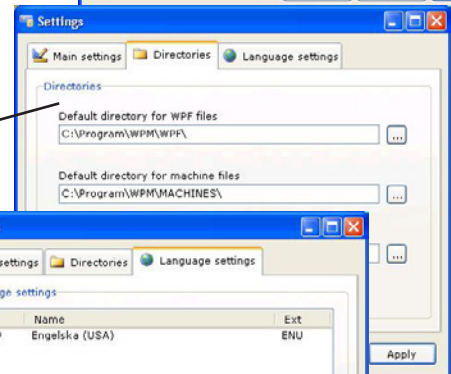 Settings
Main settings Directories Language settings
Directories
Default directory for WPF files
C:\Program\WPM\WPF\ ...
Default directory for machine files
C:\Program\WPM\MACHINES\ ...
...
settings Directories Language settings
ge settings
Name Ext
Engelska (USA) ENU
Apply